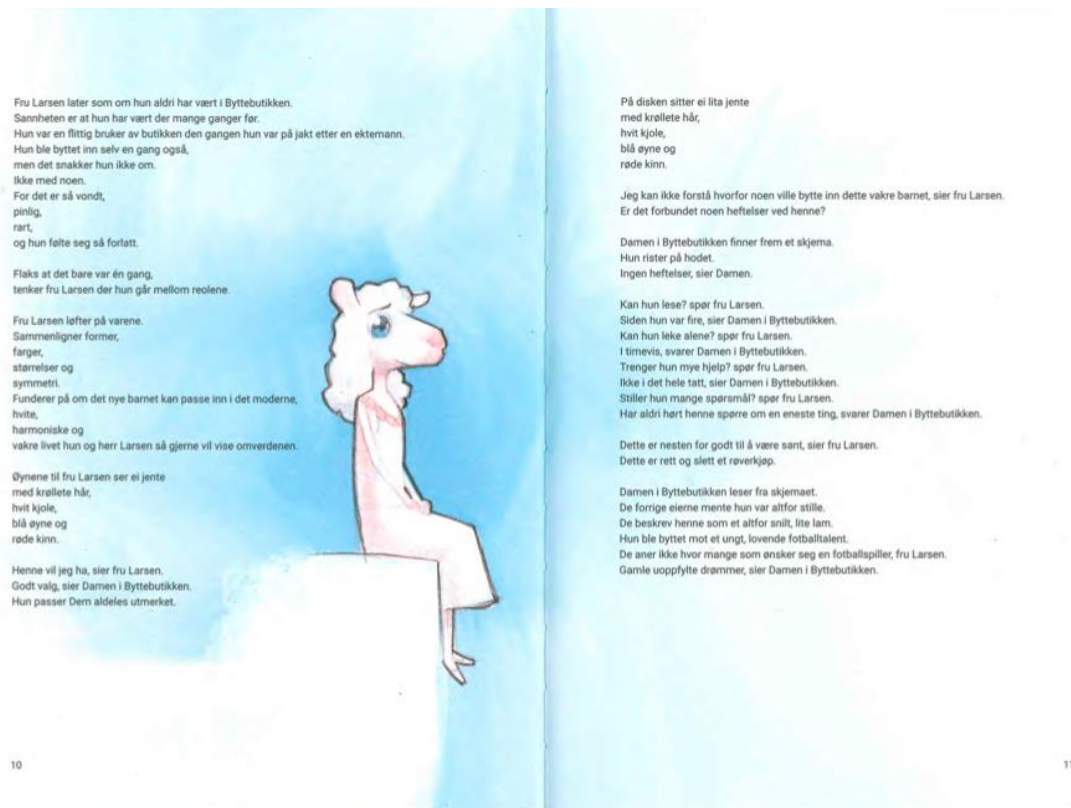 Fru Larsen later som om hun aldri har vært i Byttebutikken.
Sannheten er at hun har vært der mange ganger før.
Hun var en flittig bruker av butikken den gangen hun var på jakt etter en ektemann.
Hun ble byttet inn selv en gang også,
men det snakker hun ikke om.
Ikke med noen.
For det er så vondt,
pinlig,
rart,
og hun følte seg så forlatt.
Flaks at det bare var én gang,
tenker fru Larsen der hun går mellom reolene.
Fru Larsen løfter på varene.
Sammenligner former,
farger,
størrelser og
symmetri.
Funderer på om det nye barnet kan passe inn i det moderne,
hvite,
harmoniske og
vakre livet hun og herr Larsen så gjerne vil vise omverdenen.
Øynene til fru Larsen ser ei jente
med krøllete hår,
hvit kjole,
blå øyne og
røde kinn.
Henne vil jeg ha, sier fru Larsen.
Godt valg, sier Damen i Byttebutikken.
Hun passer Dem aldeles utmerket.
10
På disken sitter ei lita jente
med krøllete hår,
hvit kjole,
blå øyne og
røde kinn.
Jeg kan ikke forstå hvorfor noen ville bytte inn dette vakre barnet, sier fru Larsen.
Er det forbundet noen heftelser ved henne?
Damen i Byttebutikken finner frem et skjema.
Hun rister på hodet.
Ingen heftelser, sier Damen.
Kan hun lese? spør fru Larsen.
Siden hun var fire, sier Damen i Byttebutikken.
Kan hun leke alene? spør fru Larsen.
I timevis, svarer Damen i Byttebutikken.
Trenger hun mye hjelp? spør fru Larsen.
Ikke i det hele tatt, sier Damen i Byttebutikken.
Stiller hun mange spørsmål? spør fru Larsen.
Har aldri hørt henne spørre om en eneste ting, svarer Damen i Byttebutikken.
Dette er nesten for godt til å være sant, sier fru Larsen.
Dette er rett og slett et røverkjøp.
Damen i Byttebutikken leser fra skjemaet.
De forrige eierne mente hun var altfor stille.
De beskrev henne som et altfor snilt, lite lam.
Hun ble byttet mot et ungt, lovende fotballtalent.
De aner ikke hvor mange som ønsker seg en fotballspiller, fru Larsen.
Gamle uoppfylte drømmer, sier Damen i Byttebutikken.